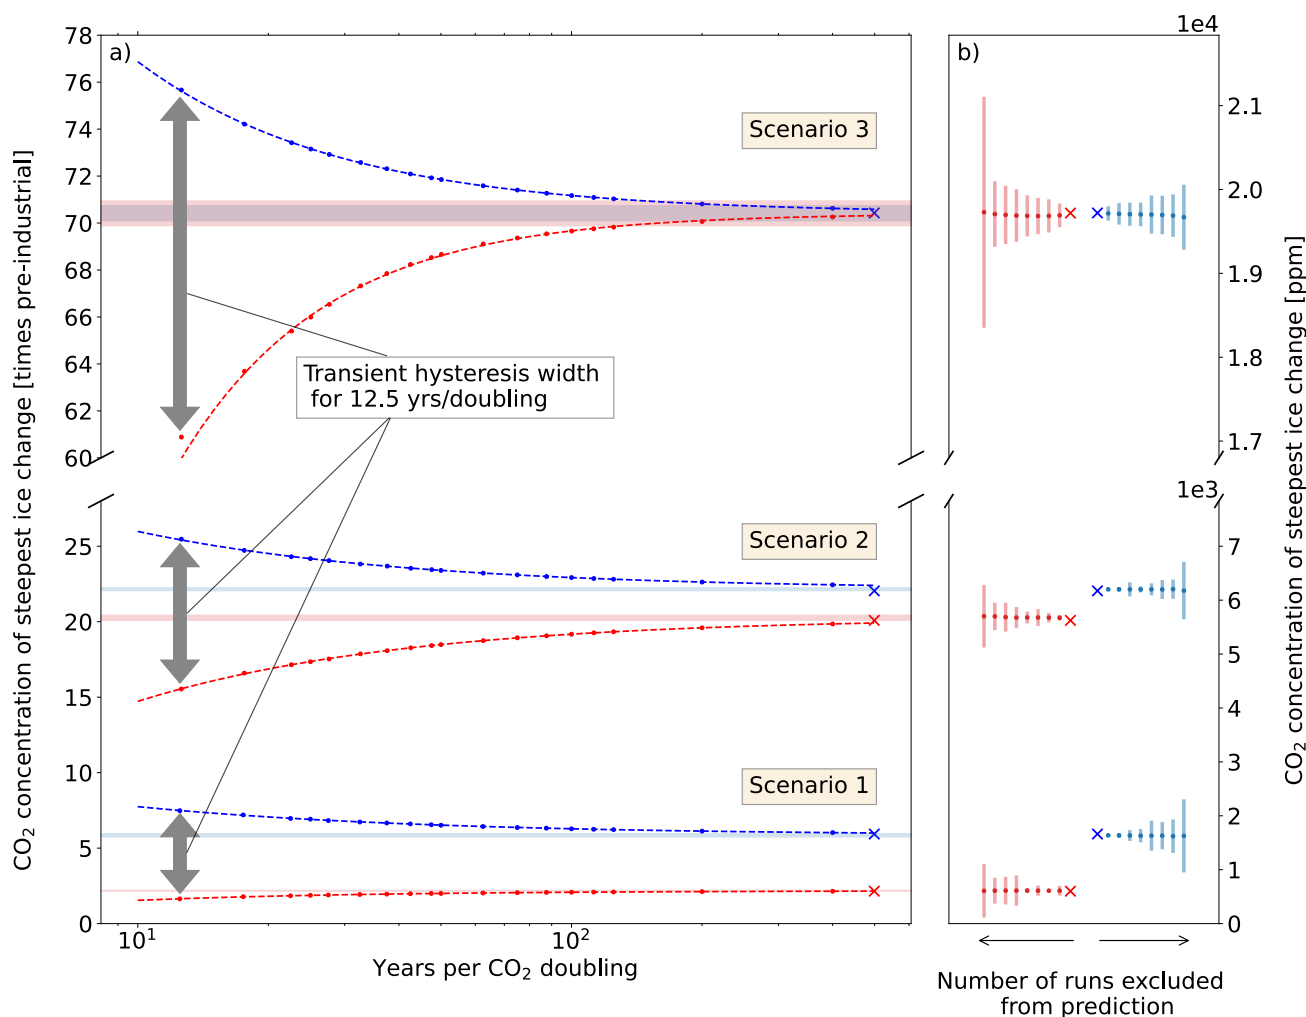 a)
b)
1e4
78
76
74
72
70
68
66
64
62
60
25
20
15
10
5
0
CO₂ concentration of steepest ice change [times pre-industrial]
Scenario 3
Transient hysteresis width
for 12.5 yrs/doubling
Scenario 2
Scenario 1
10¹
10²
Years per CO₂ doubling
2.1
2.0
1.9
1.8
1.7
1e3
7
6
5
4
3
2
1
0
CO₂ concentration of steepest ice change [ppm]
Number of runs excluded
from prediction